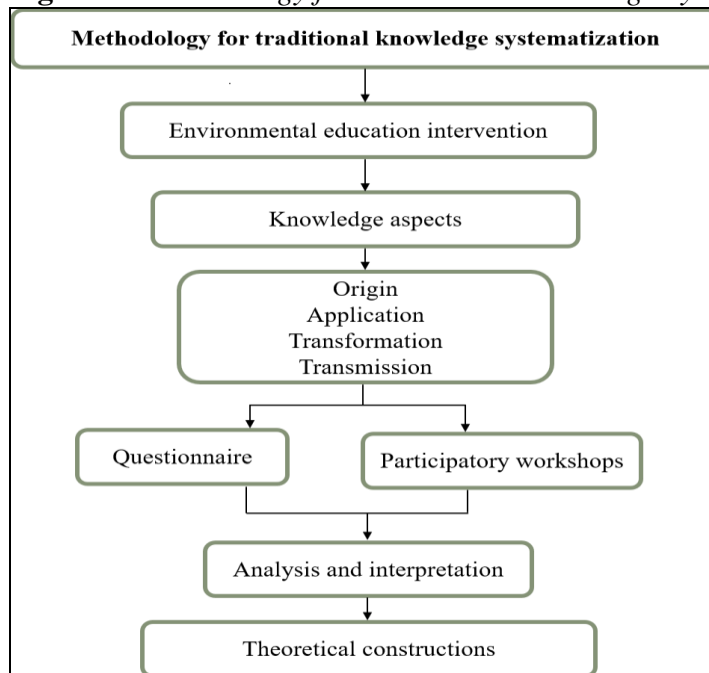 Methodology for traditional knowledge systematization
Environmental education intervention
Knowledge aspects
Origin
Application
Transformation
Transmission
Questionnaire
Participatory workshops
Analysis and interpretation
Theoretical constructions